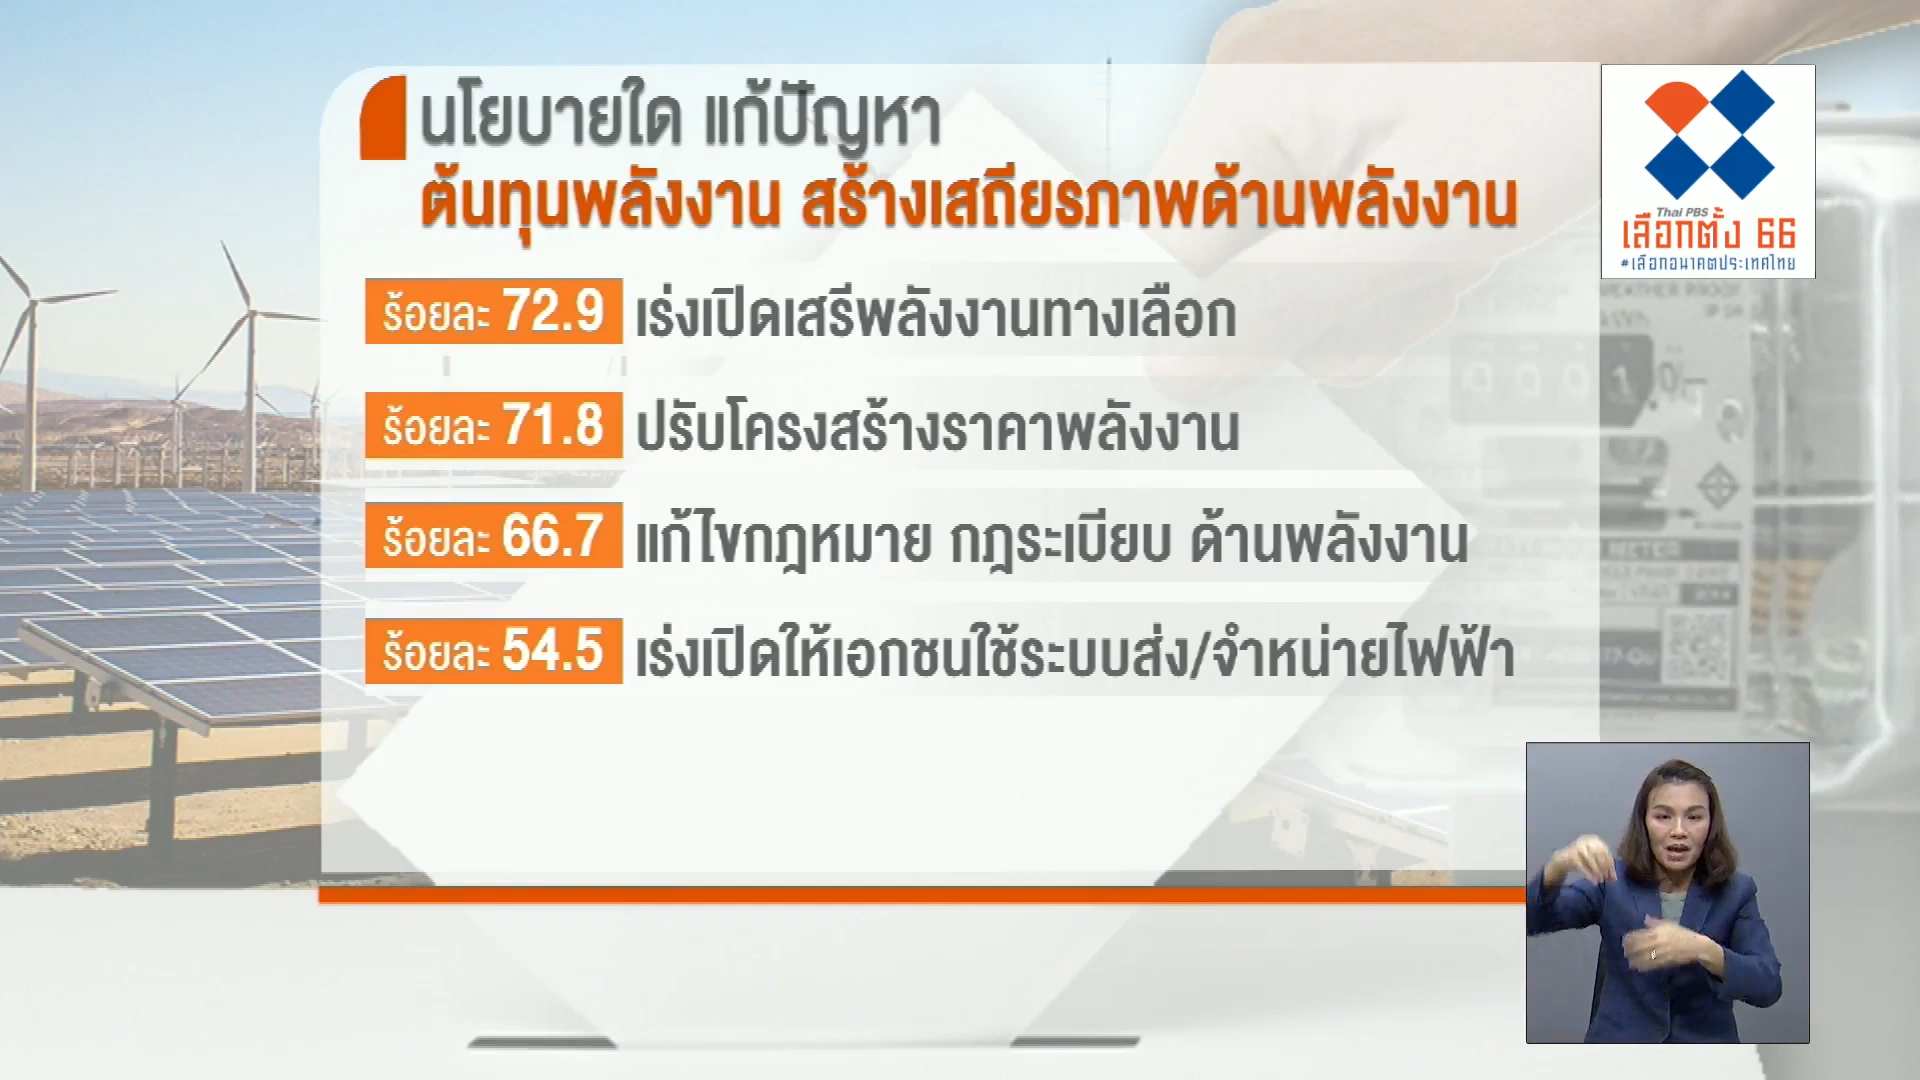 นโยบายใด แก้ปัญหา
ต้นทุนพลังงาน สร้างเสถียรภาพด้านพลังงาน
ร้อยละ 72.9 เร่งเปิดเสรีพลังงานทางเลือก
ร้อยละ 71.8 ปรับโครงสร้างราคาพลังงาน
ร้อยละ 66.7 แก้ไขกฎหมาย กฎระเบียบ ด้านพลังงาน
ร้อยละ 54.5 เร่งเปิดให้เอกชนใช้ระบบส่ง/จำหน่ายไฟฟ้า
Thai PBS
เลือกตั้ง 66
#เลือกอนาคตประเทศไทย
METER